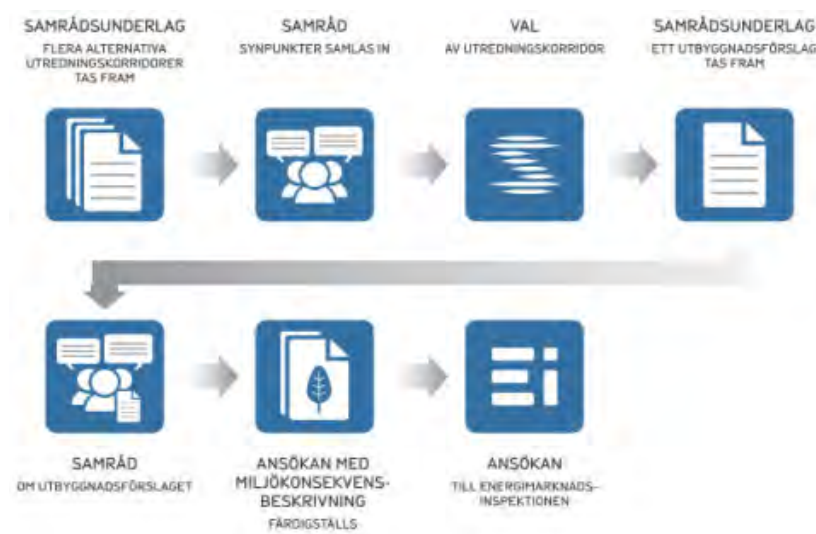 SAMRÅDSUNDERLAG
FLERA ALTERNATIVA
UTREDNINGSKORRIDORER
TAS FRAM
SAMRÅD
SYNPUNKTER SAMLAS IN
VAL
AV UTREDNINGSKORRIDOR
SAMRÅDSUNDERLAG
ETT UTBYGGNADSFÖRSLAG
TAS FRAM
Ei
SAMRÅD
OM UTBYGGNADSFÖRSLAGET
ANSÖKAN MED
MILJÖKONSEKVENS-
BESKRIVNING
FÄRDIGSTÄLLS
ANSÖKAN
TILL ENERGIMARKNADS-
INSPEKTIONEN